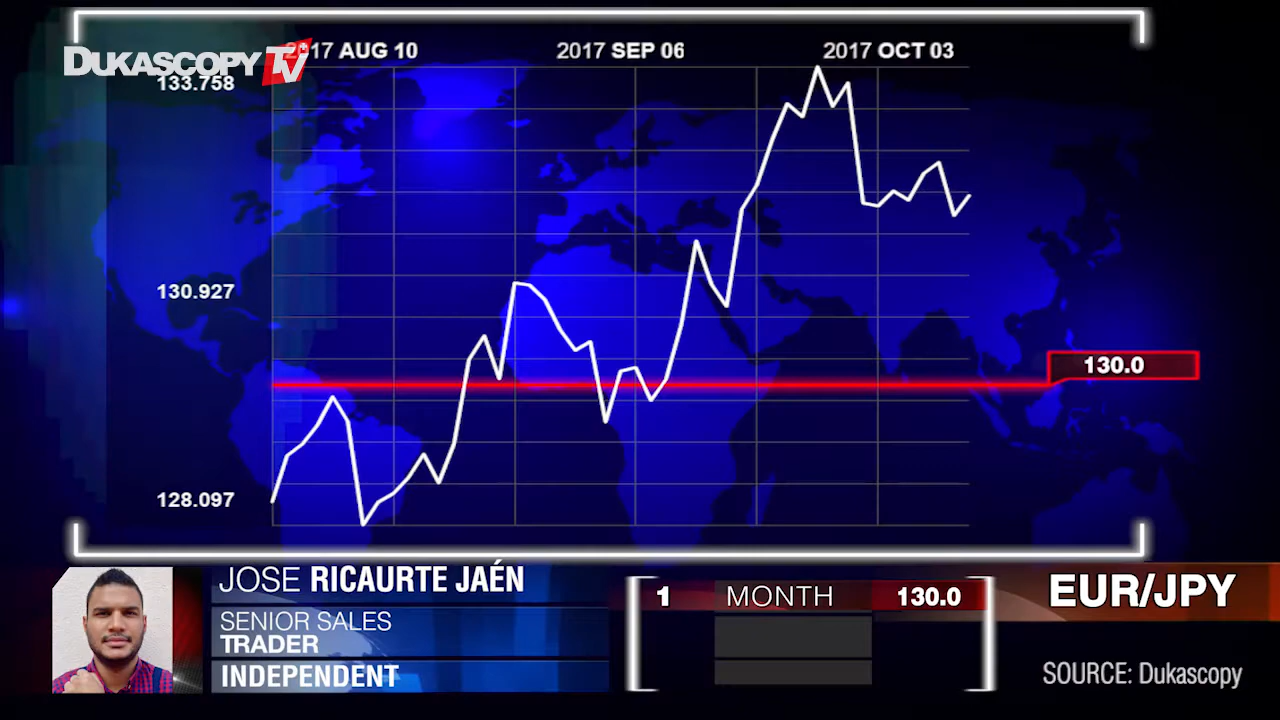 DUKASCOPY TV
2017 AUG 10
2017 SEP 06
2017 OCT 03
133.758
130.927
130.0
128.097
JOSE RICAURTE JAÉN
SENIOR SALES
TRADER
INDEPENDENT
1 MONTH 130.0
EUR/JPY
SOURCE: Dukascopy